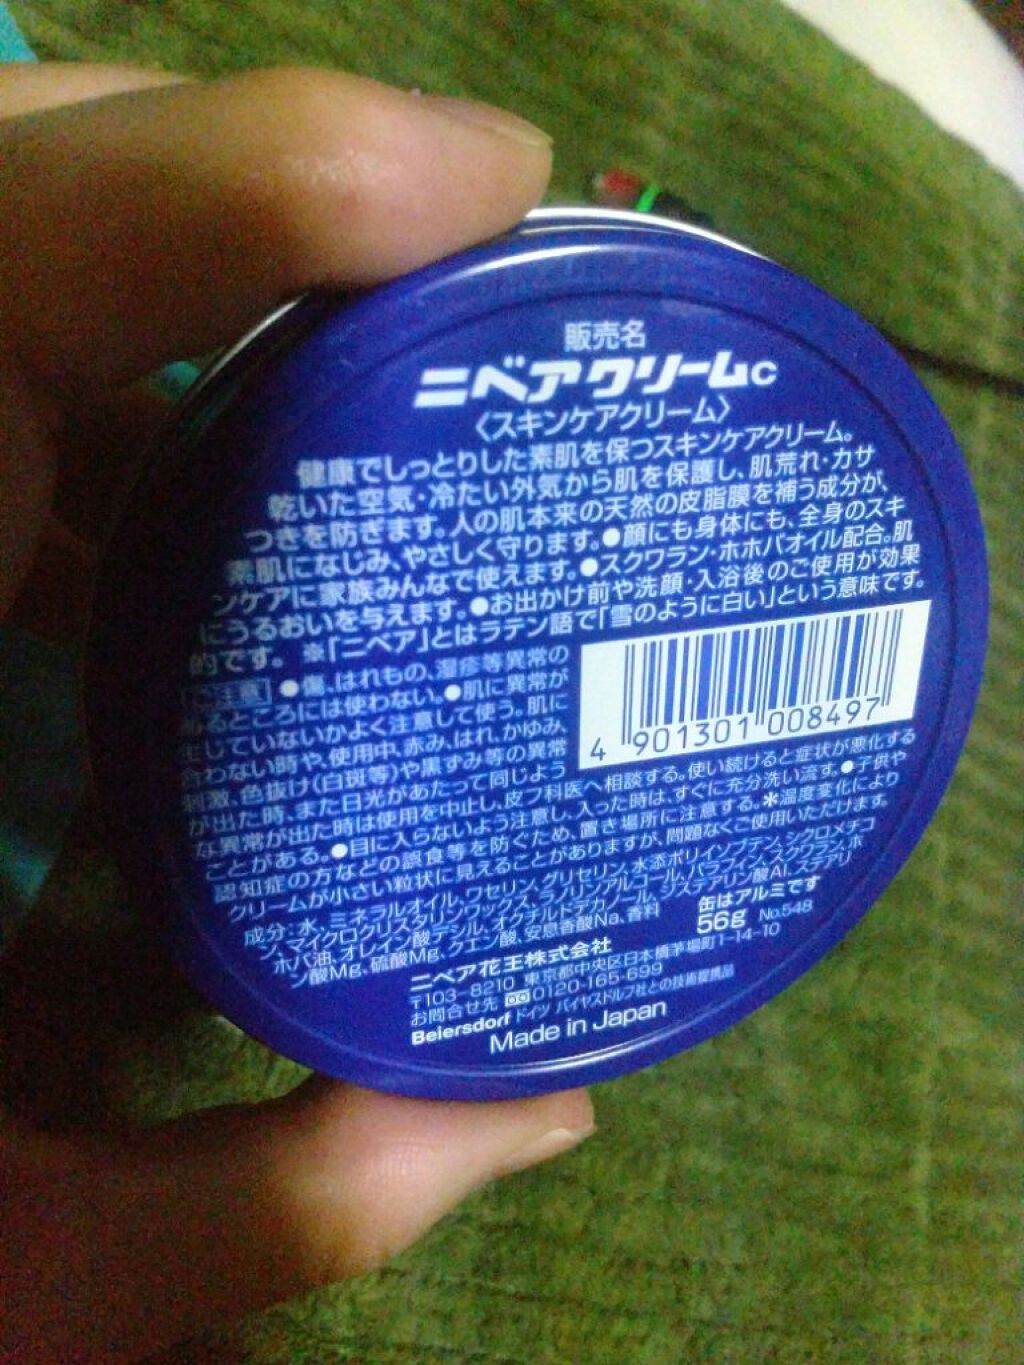 販売名
ニベアクリームc
〈スキンケアクリーム〉
健康でしっとりした素肌を保つスキンケアクリーム。
乾いた空気・冷たい外気から肌を保護し、肌荒れ・カサ
つきを防ぎます。人の肌本来の天然の皮脂膜を補う成分が、
素肌になじみ、やさしく守ります。●顔にも身体にも、全身のスキ
ンケアに家族みんなで使えます。●スクワラン・ホホバオイル配合。肌
にうるおいを与えます。●お出かけ前や洗顔・入浴後のご使用が効果
的です。 ※「ニベア」とはラテン語で「雪のように白い」という意味です。
ご注意 ●傷、はれもの、湿疹等異常の
あるところには使わない。●肌に異常が
生じていないかよく注意して使う。肌に
合わない時や、使用中、赤み、はれ、かゆみ
刺激、色抜け(白斑等)や黒ずみ等の異常
が出た時、また日光があたって同じよう
な異常が出た時は使用を中止し、皮フ科医へ相談する。使い続けると症状が悪化する
ことがある。●目に入らないよう注意し、入った時は、すぐに充分洗い流す。●子供や
認知症の方などの誤食等を防ぐため、置き場所に注意する。＊温度変化により
クリームが小さい粒状に見えることがありますが、問題なくご使用いただけます。
4 901301 008497
成分：水、ミネラルオイル、ワセリン、グリセリン、水添ポリイソブテン、シクロメチコ
ン、マイクロクリスタリンワックス、ラノリンアルコール、パラフィン、スクワラン、ホ
ホバ油、オレイン酸デシル、オクチルドデカノール、ジステアリン酸Al、ステアリ
ン酸Mg、硫酸Mg、クエン酸、安息香酸Na、香料
缶はアルミです
56g No.548
ニベア花王株式会社
〒103-8210 東京都中央区日本橋茅場町1-14-10
お問合せ先 0120-165-699
Beiersdorf ドイツ バイヤスドルフ社との技術提携品
Made in Japan